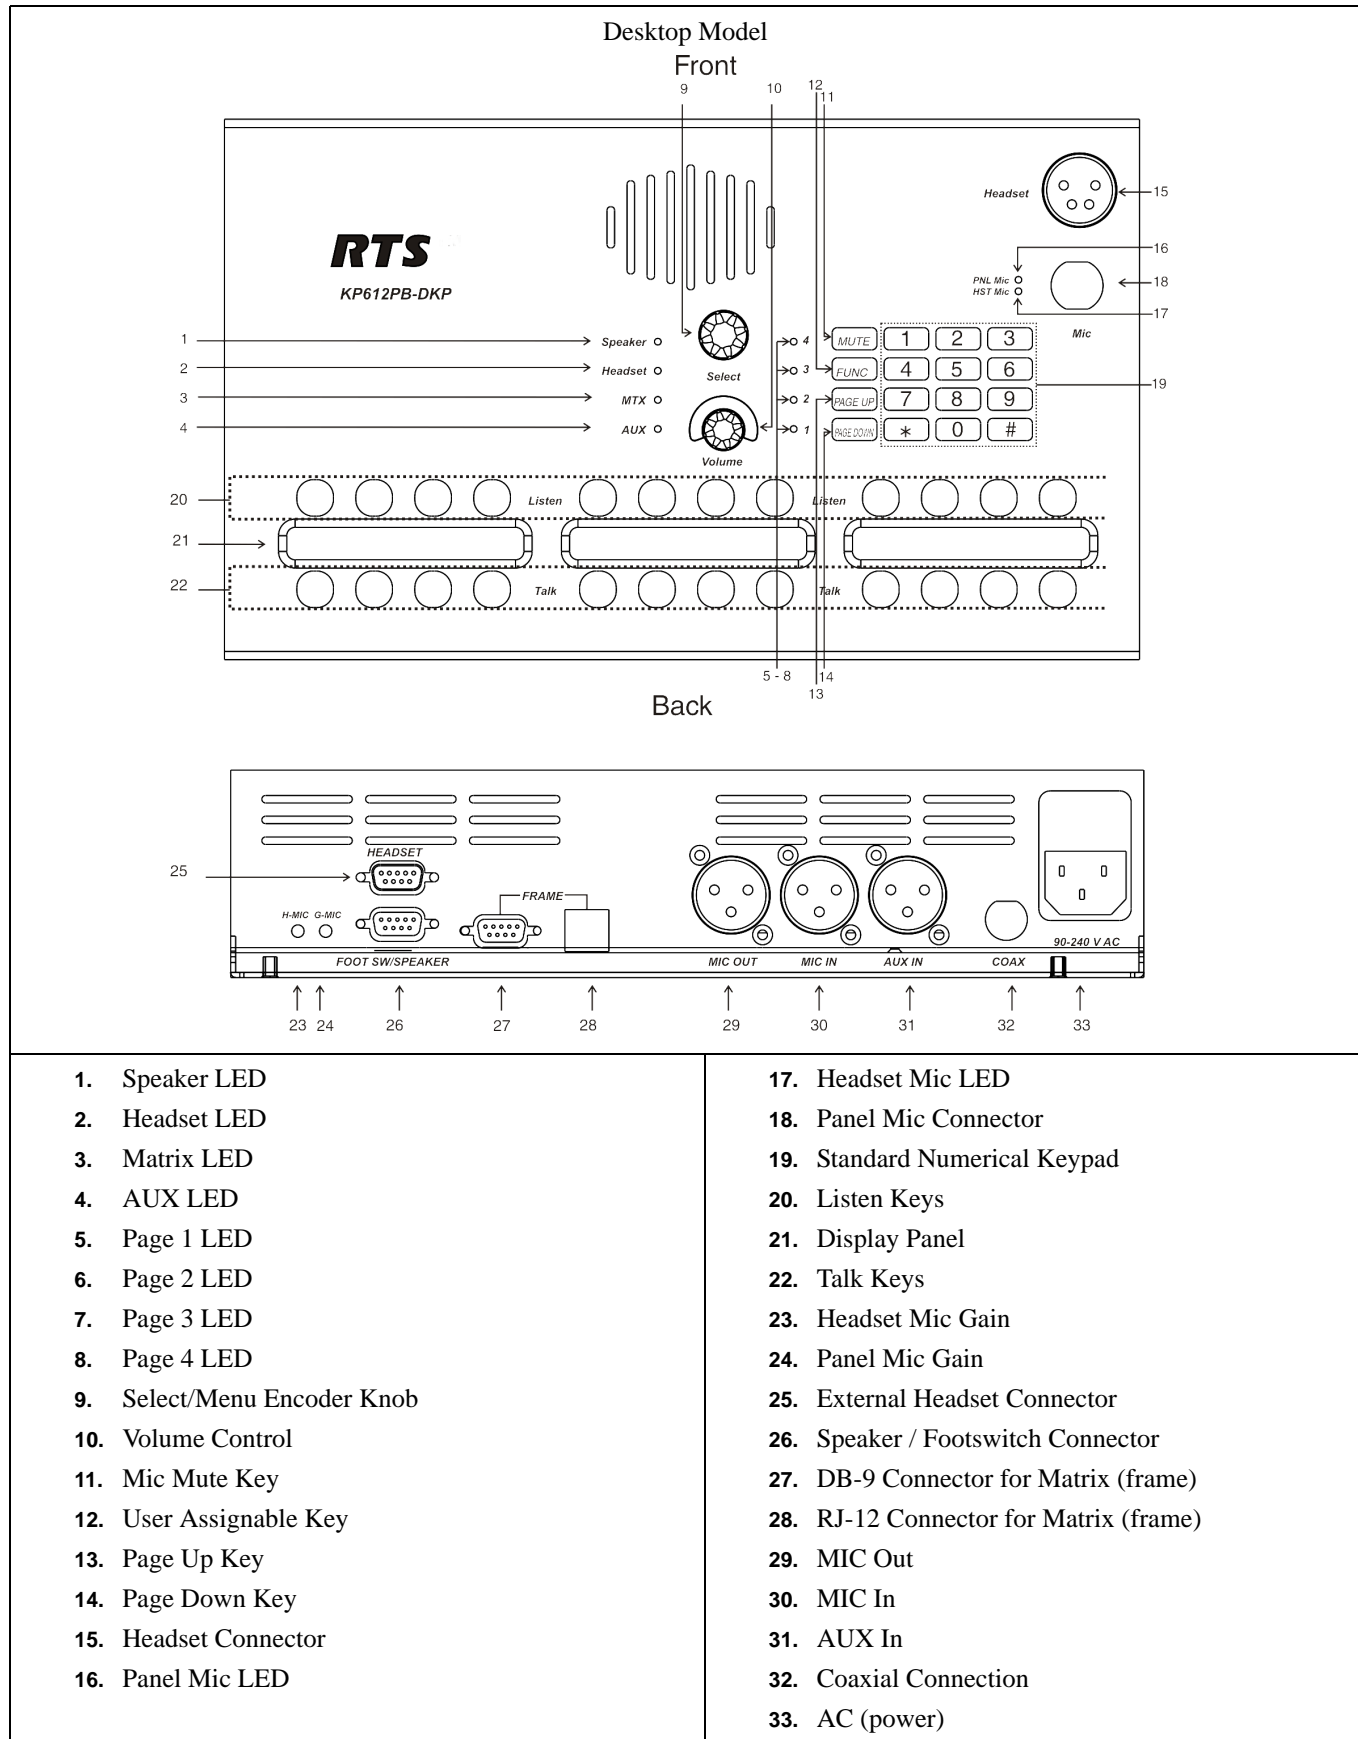 Desktop Model
Front
9 10 12 11
Headset 15
16
RTS
PNL Mic 18
HST Mic
KP612PB-DKP
17
1 Speaker 4 MUTE 1 2 3 Mic
2 Headset Select 3 FUNC 4 5 6
19
3 MTX 2 PAGE UP 7 8 9
4 AUX 1 PAGE DOWN * 0 #
Volume
20 Listen Listen
21
22 Talk Talk
5 - 8 14
13
Back
HEADSET
25
FRAME
H-MIC G-MIC
90-240 V AC
FOOT SW/SPEAKER MIC OUT MIC IN AUX IN COAX
23 24 26 27 28 29 30 31 32 33
1. Speaker LED
2. Headset LED
3. Matrix LED
4. AUX LED
5. Page 1 LED
6. Page 2 LED
7. Page 3 LED
8. Page 4 LED
9. Select/Menu Encoder Knob
10. Volume Control
11. Mic Mute Key
12. User Assignable Key
13. Page Up Key
14. Page Down Key
15. Headset Connector
16. Panel Mic LED
17. Headset Mic LED
18. Panel Mic Connector
19. Standard Numerical Keypad
20. Listen Keys
21. Display Panel
22. Talk Keys
23. Headset Mic Gain
24. Panel Mic Gain
25. External Headset Connector
26. Speaker / Footswitch Connector
27. DB-9 Connector for Matrix (frame)
28. RJ-12 Connector for Matrix (frame)
29. MIC Out
30. MIC In
31. AUX In
32. Coaxial Connection
33. AC (power)